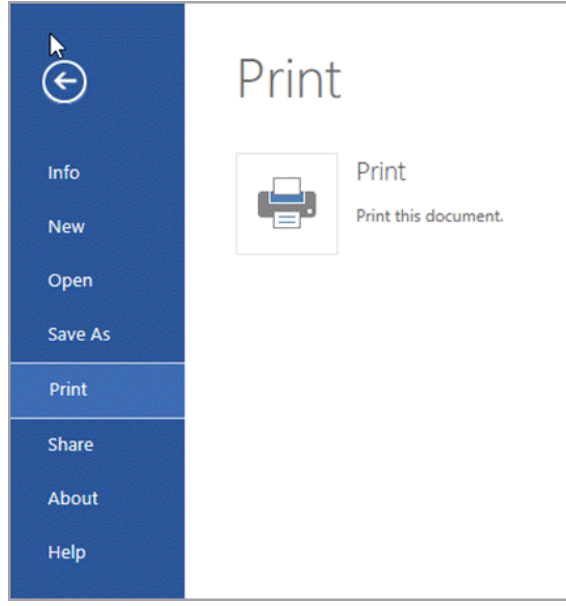 Print
Info
New
Open
Save As
Print
Share
About
Help
Print
Print this document.